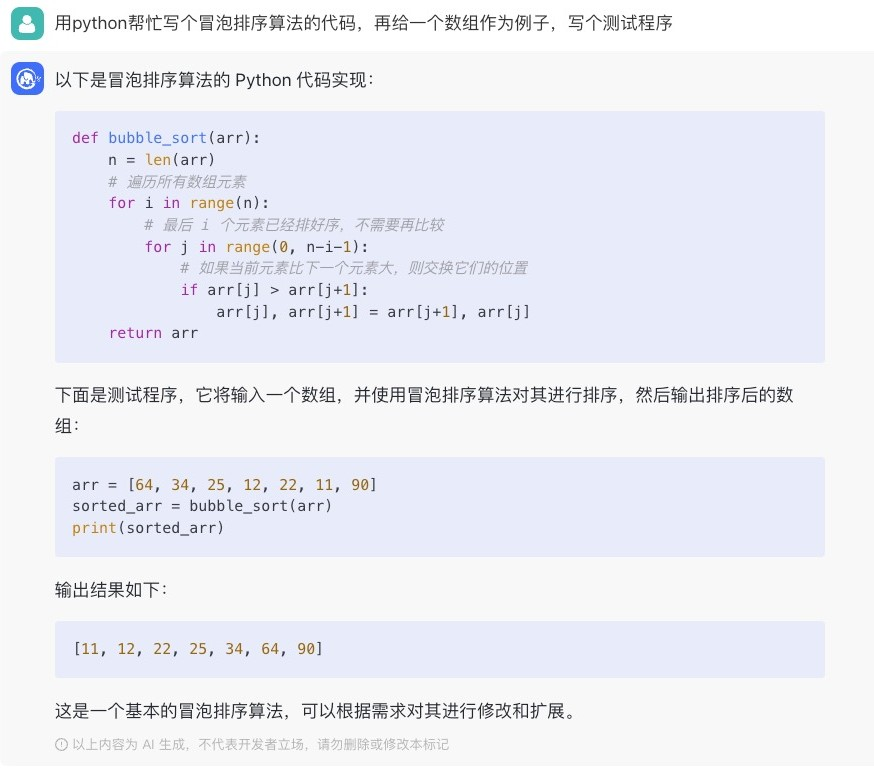 用python帮忙写个冒泡排序算法的代码，再给一个数组作为例子，写个测试程序
以下是冒泡排序算法的 Python 代码实现：
def bubble_sort(arr):
    n = len(arr)
    # 遍历所有数组元素
    for i in range(n):
        # 最后 i 个元素已经排好序，不需要再比较
        for j in range(0, n-i-1):
            # 如果当前元素比下一个元素大，则交换它们的位置
            if arr[j] > arr[j+1]:
                arr[j], arr[j+1] = arr[j+1], arr[j]
    return arr
下面是测试程序，它将输入一个数组，并使用冒泡排序算法对其进行排序，然后输出排序后的数
组：
arr = [64, 34, 25, 12, 22, 11, 90]
sorted_arr = bubble_sort(arr)
print(sorted_arr)
输出结果如下：
[11, 12, 22, 25, 34, 64, 90]
这是一个基本的冒泡排序算法，可以根据需求对其进行修改和扩展。
以上内容为 AI 生成，不代表开发者立场，请勿删除或修改本标记